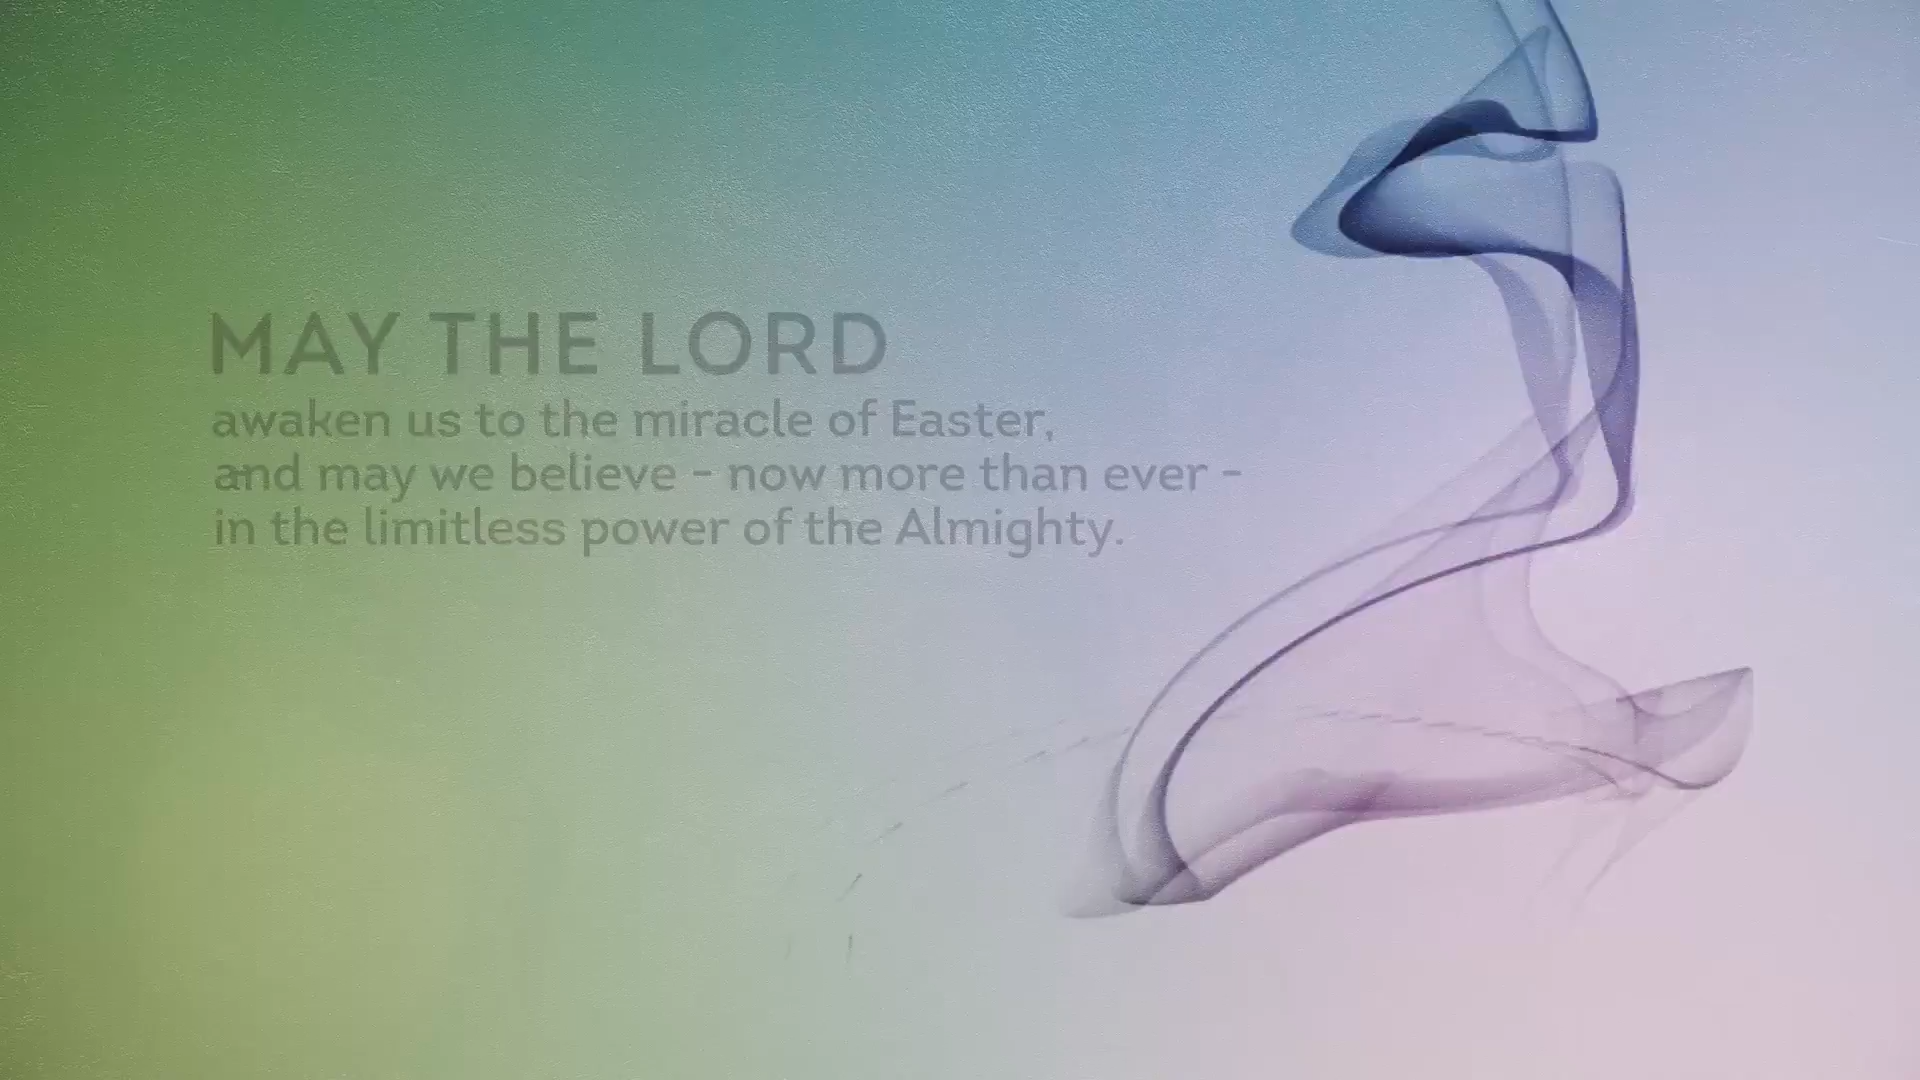 MAY THE LORD
awaken us to the miracle of Easter,
and may we believe - now more than ever -
in the limitless power of the Almighty.